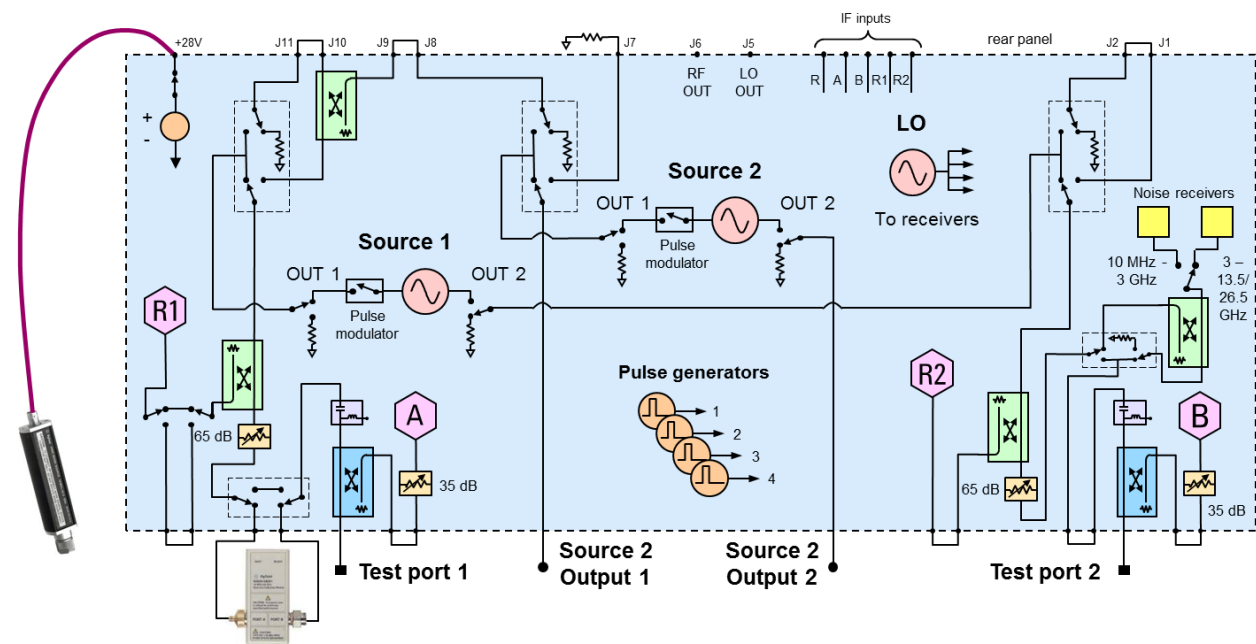 IF inputs
+28V
J11
J10
J9
J8
J7
J6
J5
rear panel
J2
J1
RF
OUT
LO
OUT
R
A
B
R1
R2
+
-
LO
To receivers
Source 2
OUT 1
OUT 2
Pulse
modulator
Noise receivers
10 MHz -
3 GHz
3 –
13.5/
26.5
GHz
Source 1
OUT 1
OUT 2
Pulse
modulator
R1
65 dB
A
35 dB
Pulse generators
1
2
3
4
R2
65 dB
B
35 dB
Test port 1
Source 2
Output 1
Source 2
Output 2
Test port 2
Agilent
PORT A
PORT B